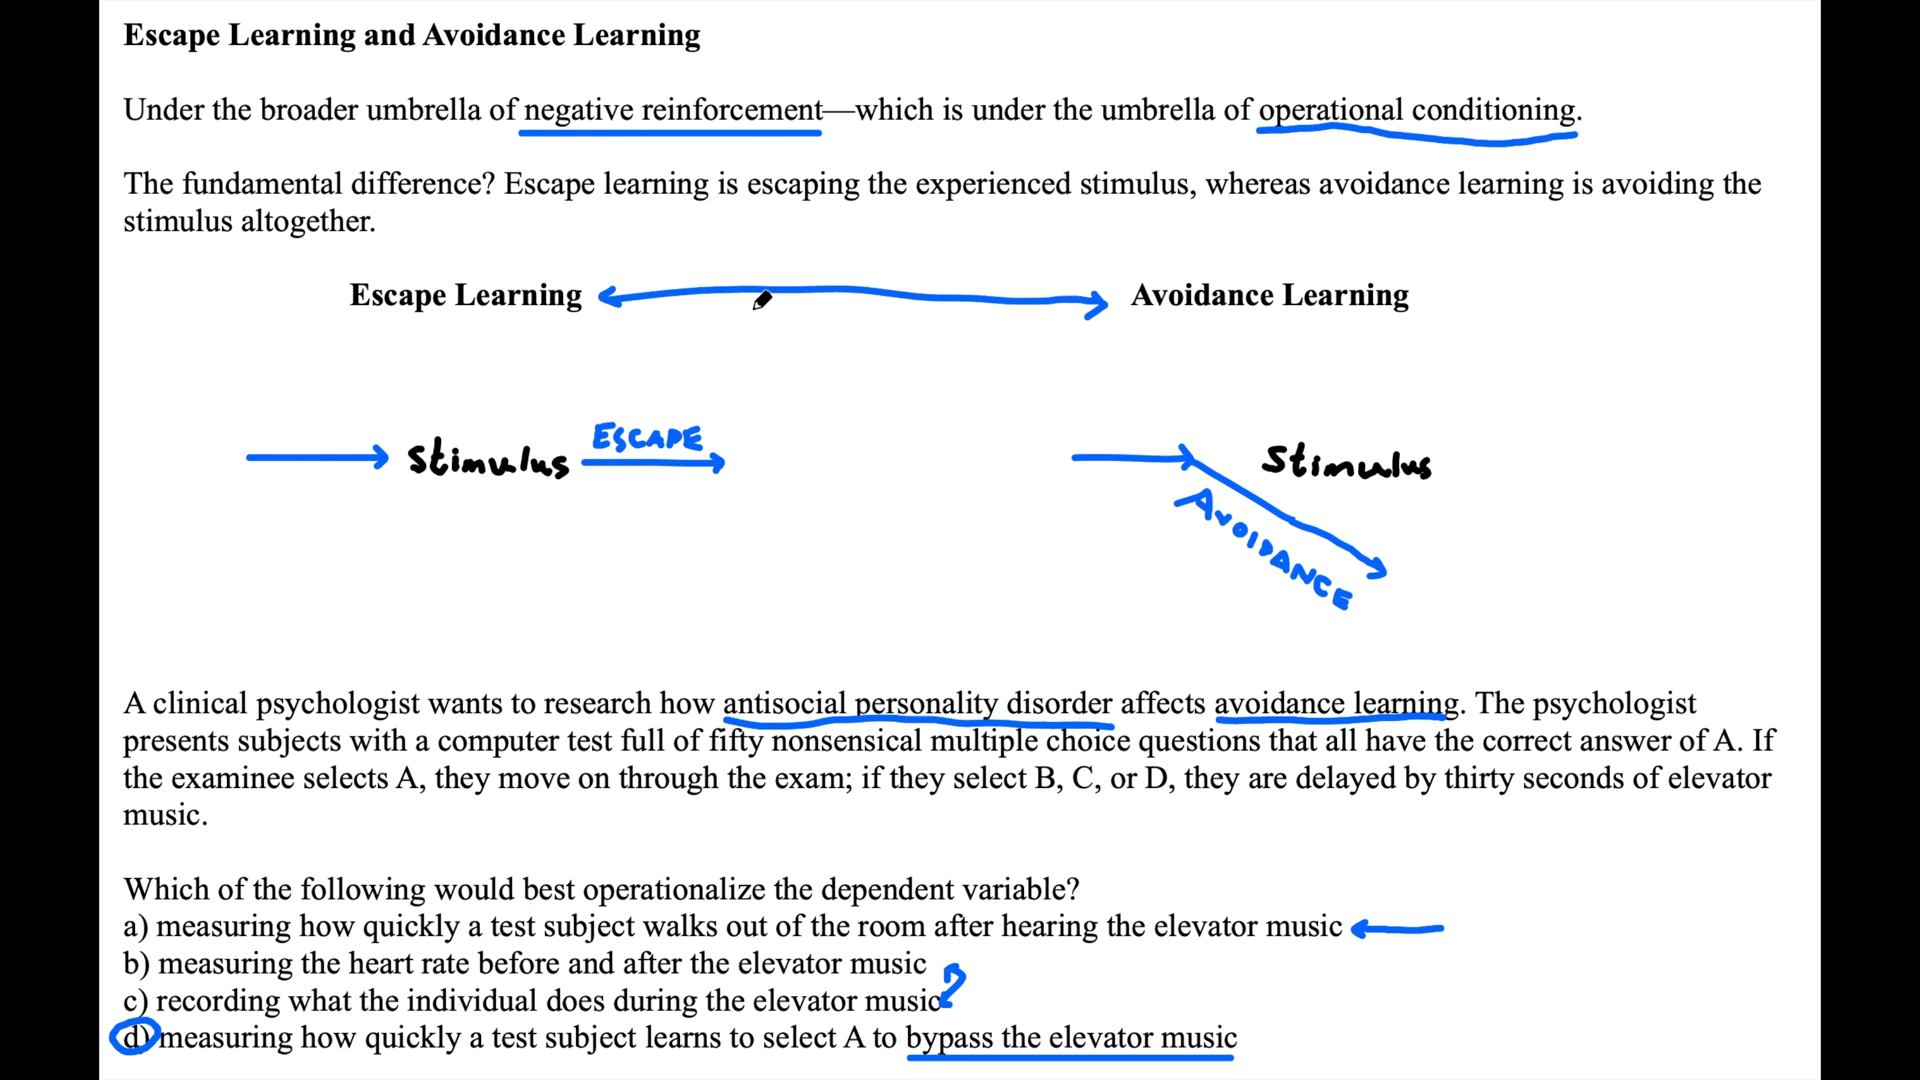 Escape Learning and Avoidance Learning
Under the broader umbrella of negative reinforcement—which is under the umbrella of operational conditioning.
The fundamental difference? Escape learning is escaping the experienced stimulus, whereas avoidance learning is avoiding the
stimulus altogether.
Escape Learning Avoidance Learning
Stimulus ESCAPE
Stimulus
AVOIDANCE
A clinical psychologist wants to research how antisocial personality disorder affects avoidance learning. The psychologist
presents subjects with a computer test full of fifty nonsensical multiple choice questions that all have the correct answer of A. If
the examinee selects A, they move on through the exam; if they select B, C, or D, they are delayed by thirty seconds of elevator
music.
Which of the following would best operationalize the dependent variable?
a) measuring how quickly a test subject walks out of the room after hearing the elevator music
b) measuring the heart rate before and after the elevator music
c) recording what the individual does during the elevator music
d) measuring how quickly a test subject learns to select A to bypass the elevator music